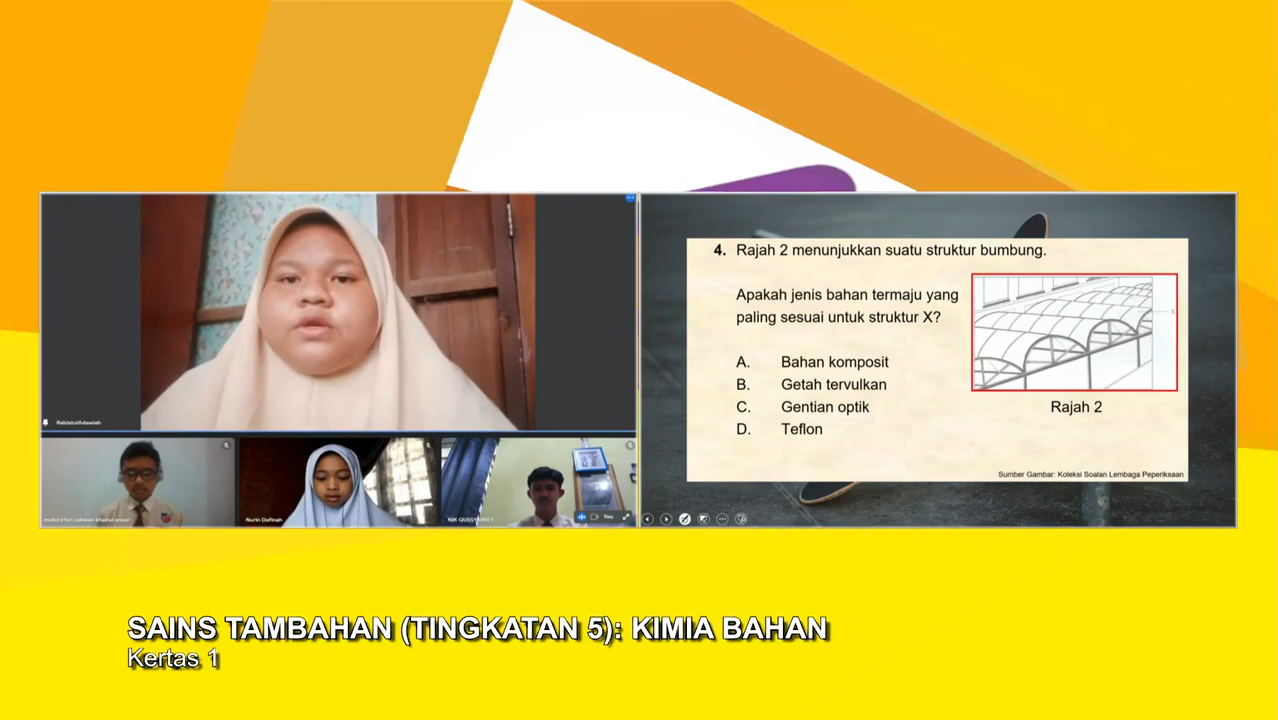 RabiatulAdawiah
Nurin Dafinah
You
4. Rajah 2 menunjukkan suatu struktur bumbung.
Apakah jenis bahan termaju yang
paling sesuai untuk struktur X?
A. Bahan komposit
B. Getah tervulkan
C. Gentian optik
D. Teflon
X
Rajah 2
Sumber Gambar: Koleksi Soalan Lembaga Peperiksaan
SAINS TAMBAHAN (TINGKATAN 5): KIMIA BAHAN
Kertas 1